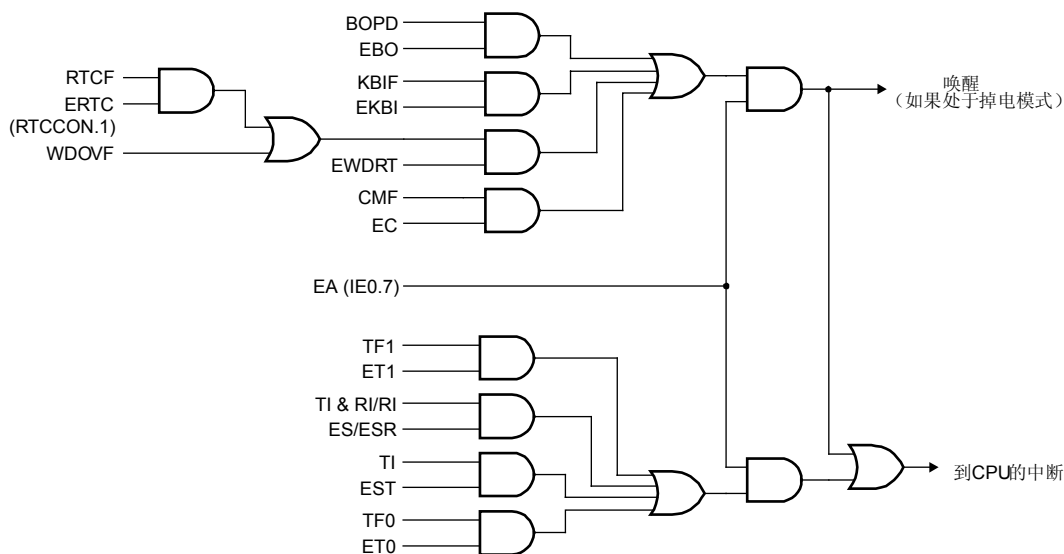 BOPD
EBO
RTCF
ERTC
(RTCCON.1)
WDOVF
KBIF
EKBI
EWDRT
CMF
EC
唤醒
（如果处于掉电模式）
EA (IE0.7)
TF1
ET1
TI & RI/RI
ES/ESR
TI
EST
TF0
ET0
到CPU的中断